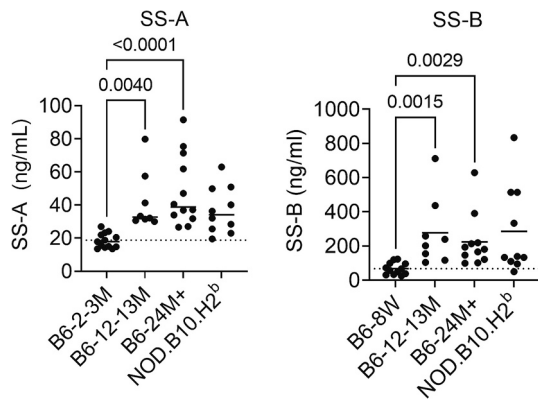 SS-A
<0.0001
0.0040
SS-A (ng/mL)
100
80
60
40
20
0
B6-2-3M
B6-12-13M
B6-24M+
NOD.B10.H2b
SS-B
0.0029
0.0015
SS-B (ng/ml)
1000
800
600
400
200
0
B6-8W
B6-12-13M
B6-24M+
NOD.B10.H2b